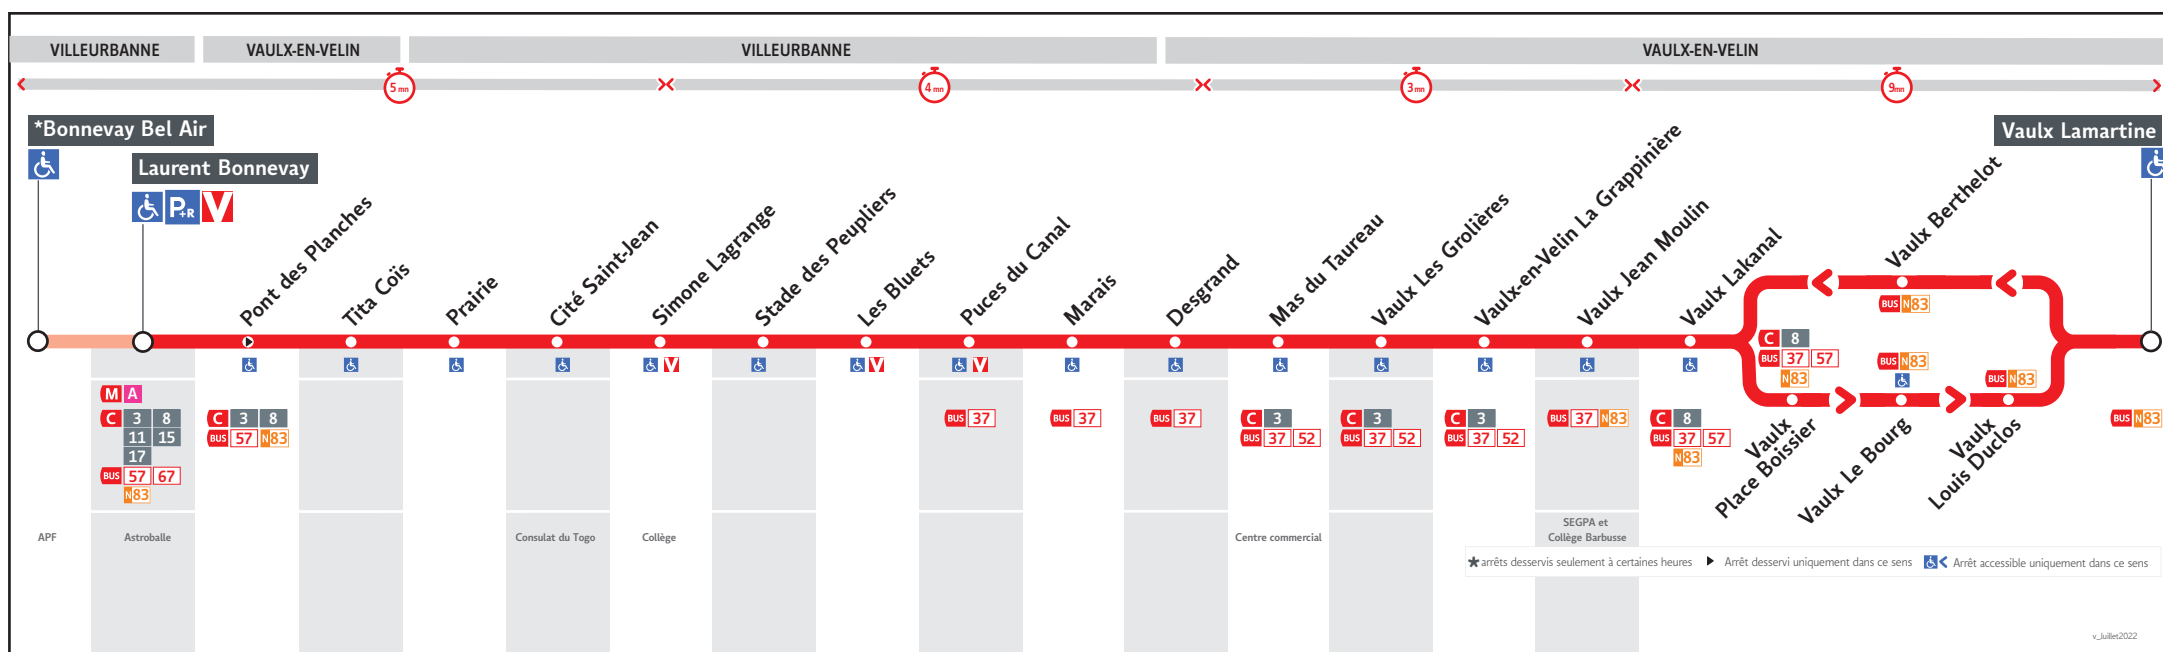 VILLEURBANNE
VAULX-EN-VELIN
VILLEURBANNE
VAULX-EN-VELIN
5 mn
4 mn
3 mn
9mn
*Bonnevay Bel Air
Laurent Bonnevay
P+R V
Pont des Planches
Tita Coïs
Prairie
Cité Saint-Jean
Simone Lagrange
Stade des Peupliers
Les Bluets
Puces du Canal
Marais
Desgrand
Mas du Taureau
Vaulx Les Grolières
Vaulx-en-Velin La Grappinière
Vaulx Jean Moulin
Vaulx Lakanal
Vaulx Berthelot
Vaulx Lamartine
V
V
V
M A
C 3 8
11 15
17
BUS 57 67
N83
C 3 8
BUS 57 N83
BUS 37
BUS 37
BUS 37
C 3
BUS 37 52
C 3
BUS 37 52
C 3
BUS 37 52
BUS 37 N83
C 8
BUS 37 57
N83
C 8
BUS 37 57
N83
BUS N83
BUS N83
BUS N83
BUS N83
Vaulx
Place Boissier
Vaulx Le Bourg
Vaulx
Louis Duclos
APF
Astroballe
Consulat du Togo
Collège
Centre commercial
SEGPA et
Collège Barbusse
★ arrêts desservis seulement à certaines heures
Arrêt desservi uniquement dans ce sens
Arrêt accessible uniquement dans ce sens
v_Juillet2022